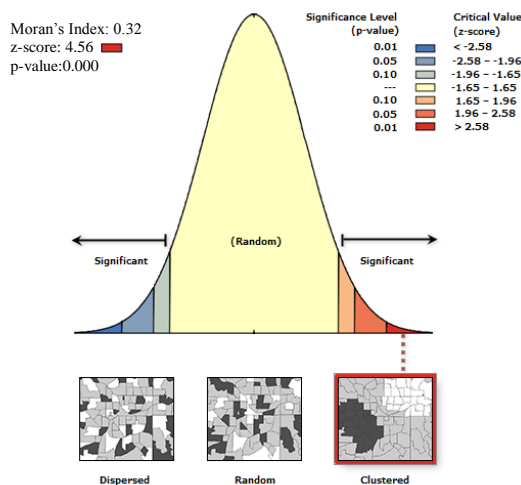 Moran's Index: 0.32
z-score: 4.56
p-value:0.000
Significance Level
(p-value)
Critical Value
(z-score)
0.01 < -2.58
0.05 -2.58 – -1.96
0.10 -1.96 – -1.65
--- -1.65 – 1.65
0.10 1.65 – 1.96
0.05 1.96 – 2.58
0.01 > 2.58
Significant
(Random)
Significant
Dispersed
Random
Clustered